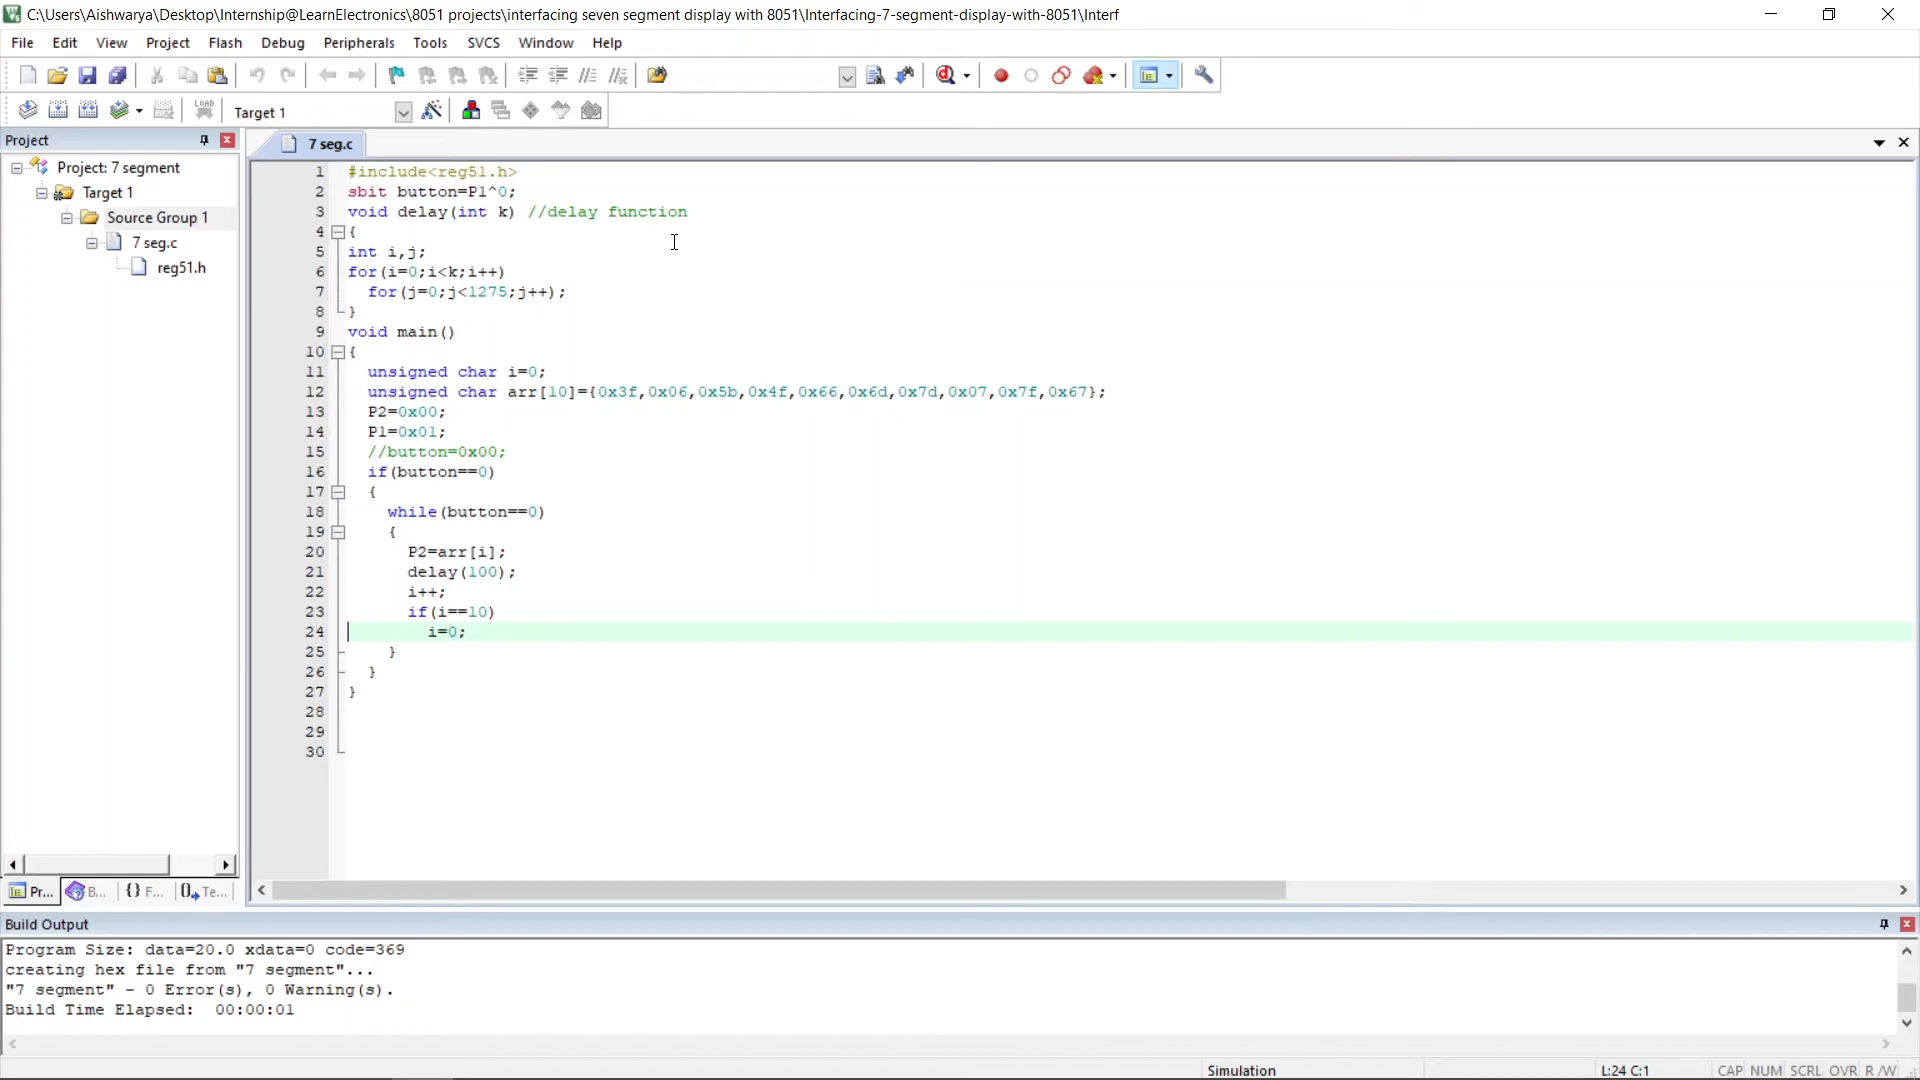 C:\Users\Aishwarya\Desktop\Internship@LearnElectronics\8051 projects\interfacing seven segment display with 8051\Interfacing-7-segment-display-with-8051\Interf
File Edit View Project Flash Debug Peripherals Tools SVCS Window Help
LOAD Target 1
Project
7 seg.c
Project: 7 segment
Target 1
Source Group 1
7 seg.c
reg51.h
1 #include<reg51.h>
2 sbit button=P1^0;
3 void delay(int k) //delay function
4 {
5 int i,j;
6 for(i=0;i<k;i++)
7 for(j=0;j<1275;j++);
8 }
9 void main()
10 {
11 unsigned char i=0;
12 unsigned char arr[10]={0x3f,0x06,0x5b,0x4f,0x66,0x6d,0x7d,0x07,0x7f,0x67};
13 P2=0x00;
14 P1=0x01;
15 //button=0x00;
16 if(button==0)
17 {
18 while(button==0)
19 {
20 P2=arr[i];
21 delay(100);
22 i++;
23 if(i==10)
24 i=0;
25 }
26 }
27 }
28
29
30
Pr... B... {} F... 0 Te...
Build Output
Program Size: data=20.0 xdata=0 code=369
creating hex file from "7 segment"...
"7 segment" - 0 Error(s), 0 Warning(s).
Build Time Elapsed: 00:00:01
Simulation L:24 C:1 CAP NUM SCRL OVR R/W